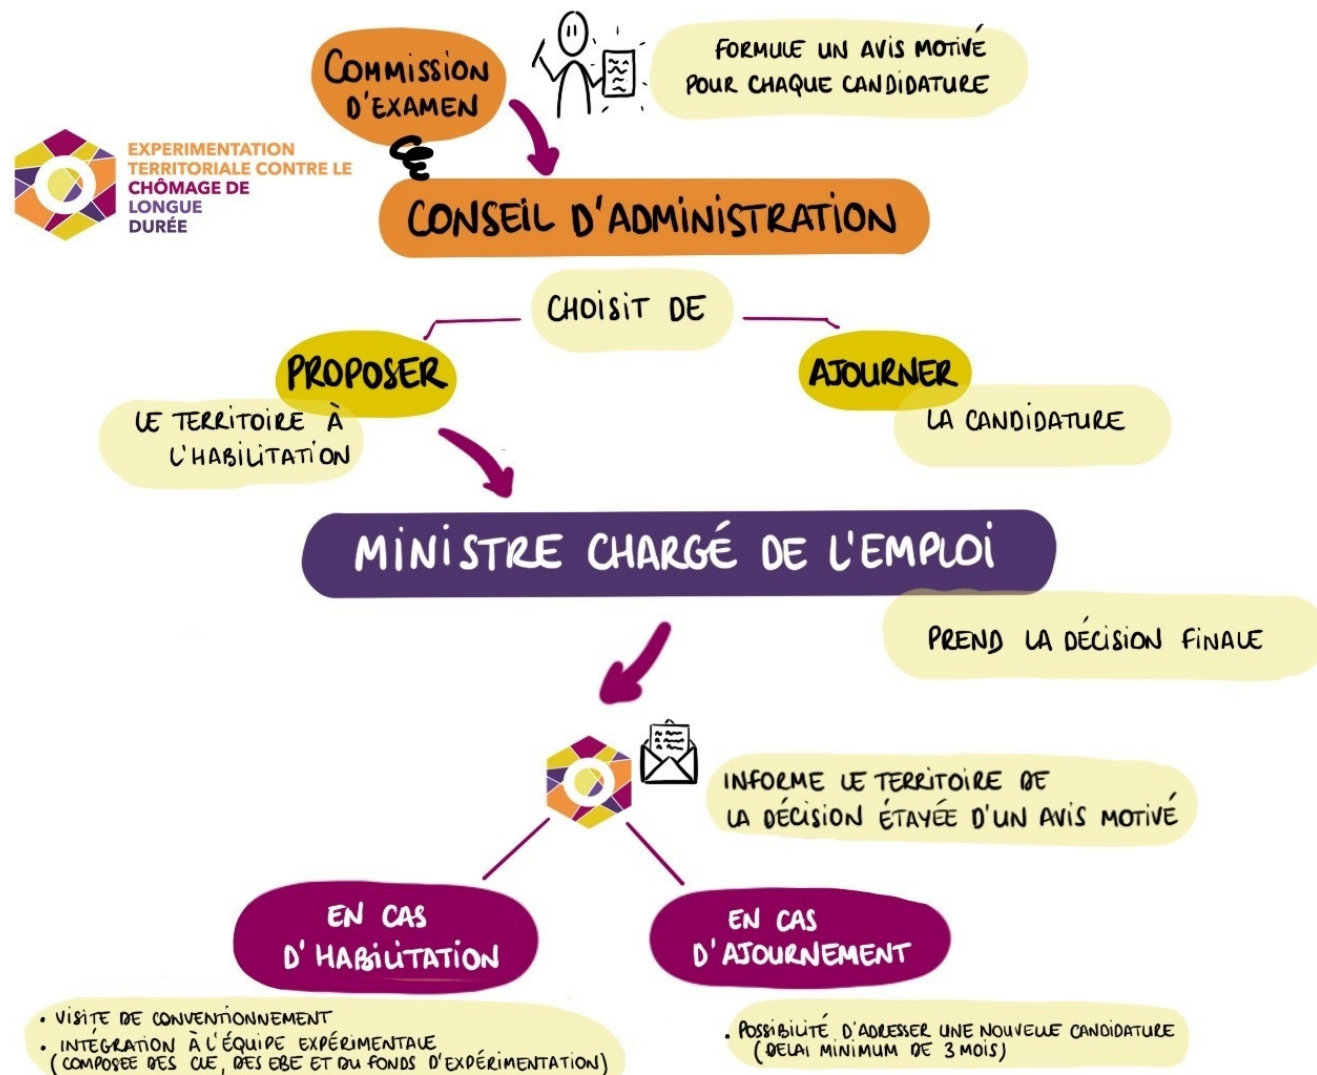 COMMISSION
D'EXAMEN
FORMULE UN AVIS MOTIVÉ
POUR CHAQUE CANDIDATURE
EXPERIMENTATION
TERRITORIALE CONTRE LE
CHÔMAGE DE
LONGUE
DURÉE
CONSEIL D'ADMINISTRATION
CHOISIT DE
PROPOSER
LE TERRITOIRE À
L'HABILITATION
AJOURNER
LA CANDIDATURE
MINISTRE CHARGÉ DE L'EMPLOI
PREND LA DÉCISION FINALE
INFORME LE TERRITOIRE DE
LA DÉCISION ÉTAYÉE D'UN AVIS MOTIVÉ
EN CAS
D'HABILITATION
EN CAS
D'AJOURNEMENT
• VISITE DE CONVENTIONNEMENT
• INTÉGRATION À L'ÉQUIPE EXPÉRIMENTALE
(COMPOSEE DES CLE, DES EBE ET DU FONDS D'EXPÉRIMENTATION)
• POSSIBILITÉ D'ADRESSER UNE NOUVELLE CANDIDATURE
(DELAI MINIMUM DE 3 MOIS)